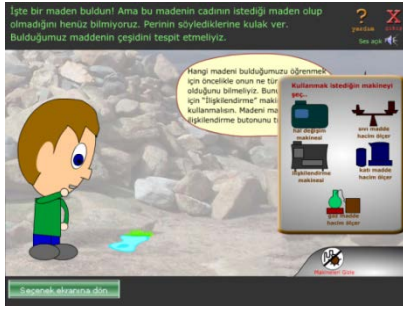 İşte bir maden buldun! Ama bu madenin cadının istediği maden olup
olmadığını henüz bilmiyoruz. Perinin söylediklerine kulak ver.
Bulduğumuz maddenin çeşidini tespit etmeliyiz.
?
yardım
X
Ses açık
Hangi madeni bulduğumuzu öğrenmek
için öncelikle onun ne tür
olduğunu bilmeliyiz. Bunu
için "İlişkilendirme" maki
kullanmalısın. Madeni ma
ilişkilendirme butonunu t
Kullanmak istediğin makineyi
seç..
hal değişim
makinesi
sıvı madde
hacim ölçer
ilişkilendirme
makinesi
katı madde
hacim ölçer
gaz madde
hacim ölçer
Makineleri Gizle
Seçenek ekranına dön